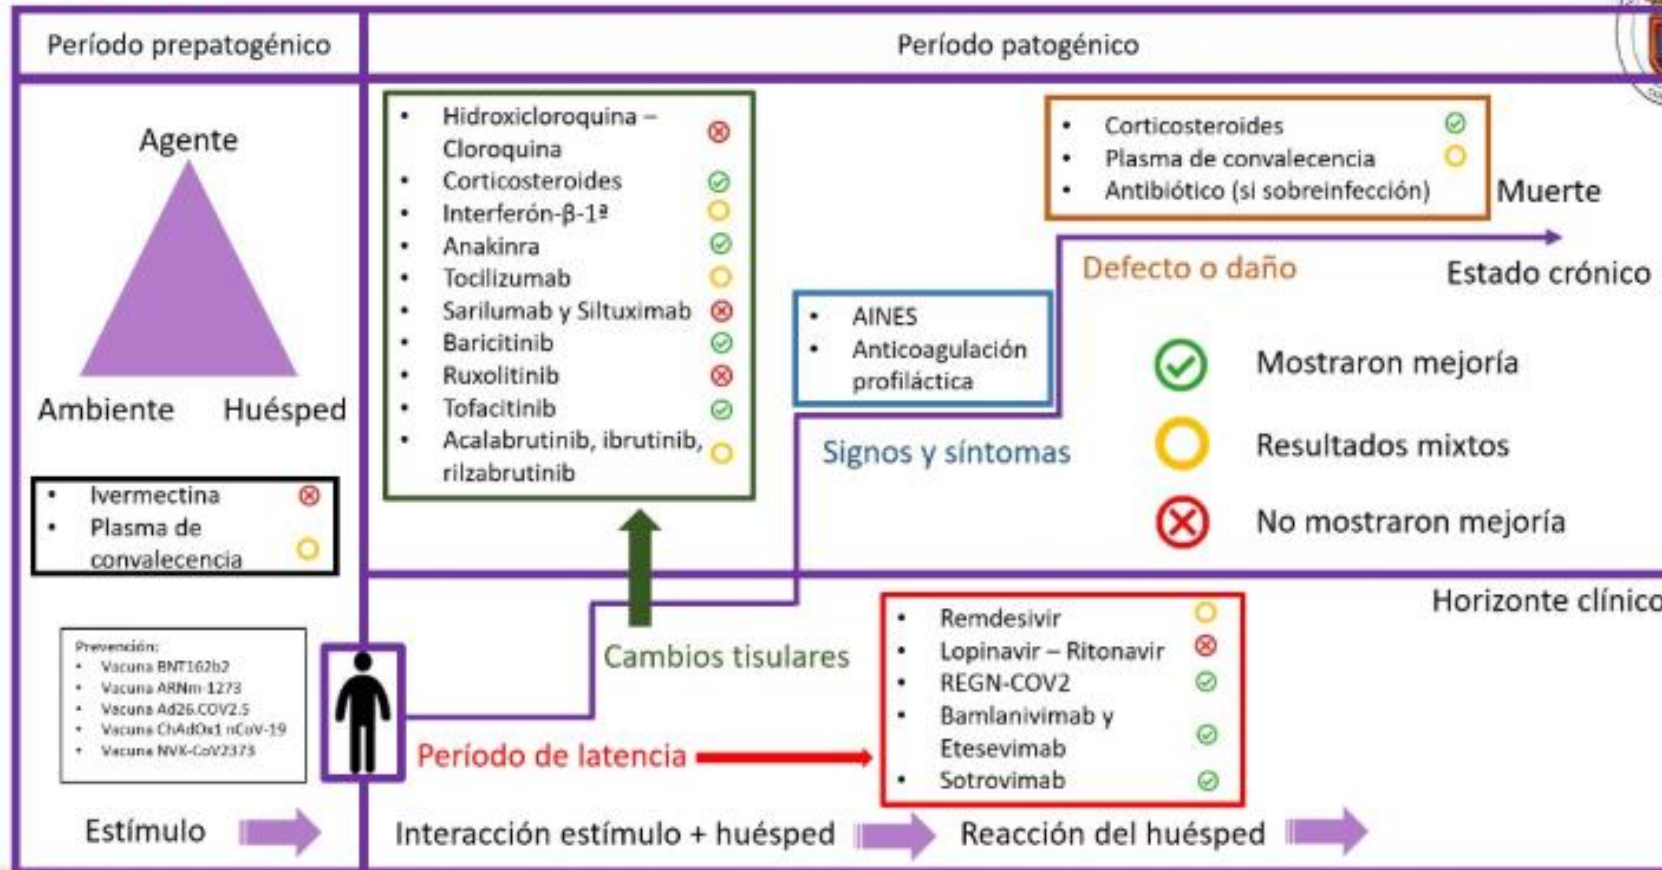 Período prepatogénico
Período patogénico
Agente
Ambiente
Huésped
• Ivermectina
• Plasma de
convalecencia
Prevención:
• Vacuna BNT162b2
• Vacuna ARNm-1273
• Vacuna Ad26.COV2.5
• Vacuna ChAdOx1 nCoV-19
• Vacuna NVX-CoV2373
Estímulo
• Hidroxicloroquina –
Cloroquina
• Corticosteroides
• Interferón-β-1ª
• Anakinra
• Tocilizumab
• Sarilumab y Siltuximab
• Baricitinib
• Ruxolitinib
• Tofacitinib
• Acalabrutinib, ibrutinib,
rilzabrutinib
Cambios tisulares
• AINES
• Anticoagulación
profiláctica
Signos y síntomas
• Corticosteroides
• Plasma de convalecencia
• Antibiótico (si sobreinfección)
Muerte
Defecto o daño
Estado crónico
Mostraron mejoría
Resultados mixtos
No mostraron mejoría
Horizonte clínico
Período de latencia
• Remdesivir
• Lopinavir – Ritonavir
• REGN-COV2
• Bamlanivimab y
Etesevimab
• Sotrovimab
Interacción estímulo + huésped
Reacción del huésped